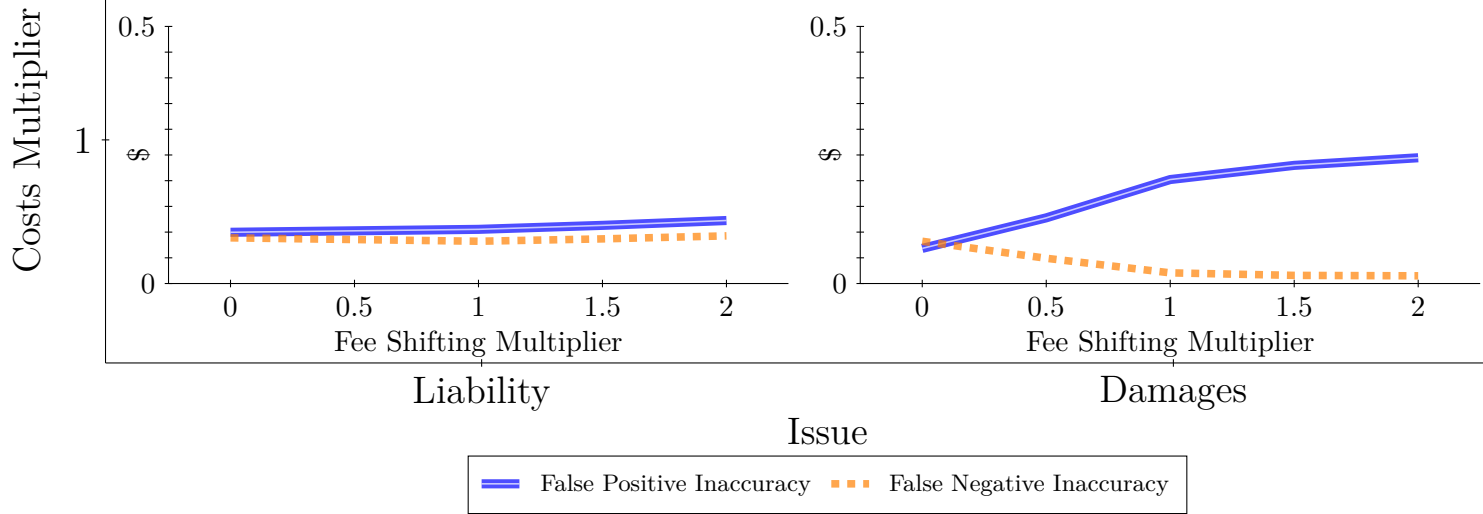 Costs Multiplier
1
0.5
$
0
0 0.5 1 1.5 2
Fee Shifting Multiplier
Liability
0.5
$
0
0 0.5 1 1.5 2
Fee Shifting Multiplier
Damages
Issue
False Positive Inaccuracy False Negative Inaccuracy